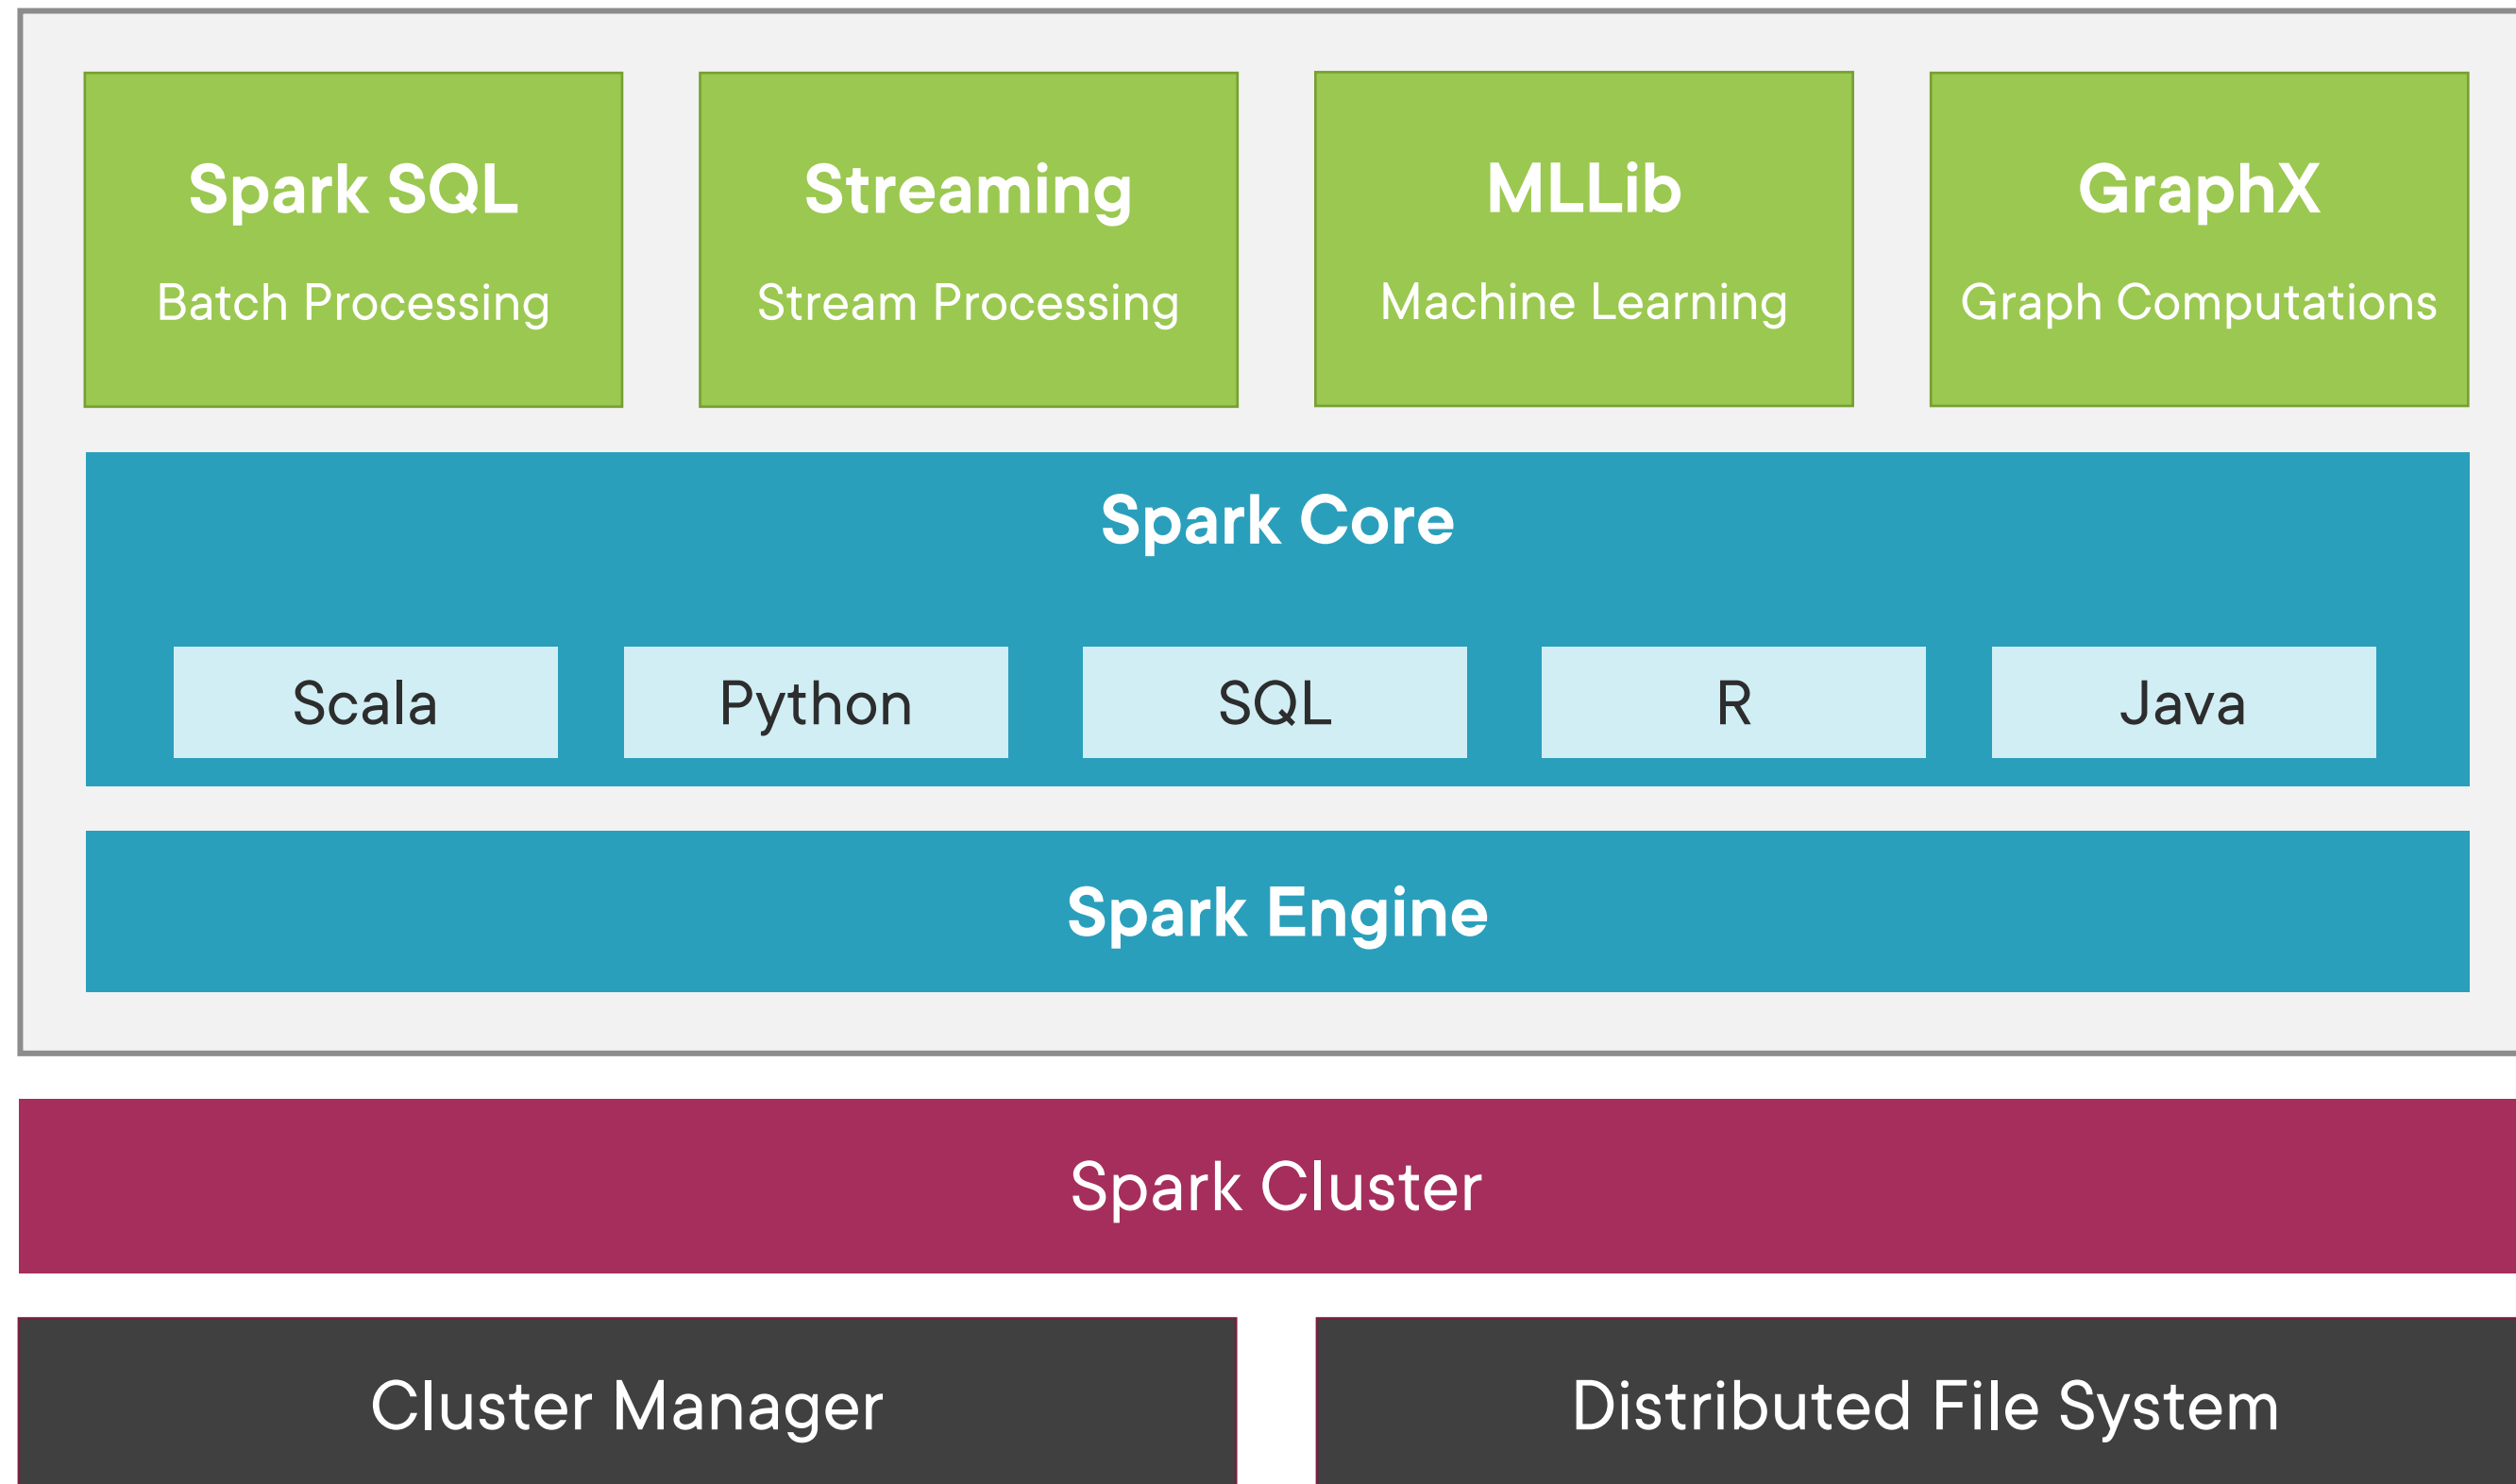 Spark SQL
Batch Processing
Streaming
Stream Processing
MLLib
Machine Learning
GraphX
Graph Computations
Spark Core
Scala
Python
SQL
R
Java
Spark Engine
Spark Cluster
Cluster Manager
Distributed File System